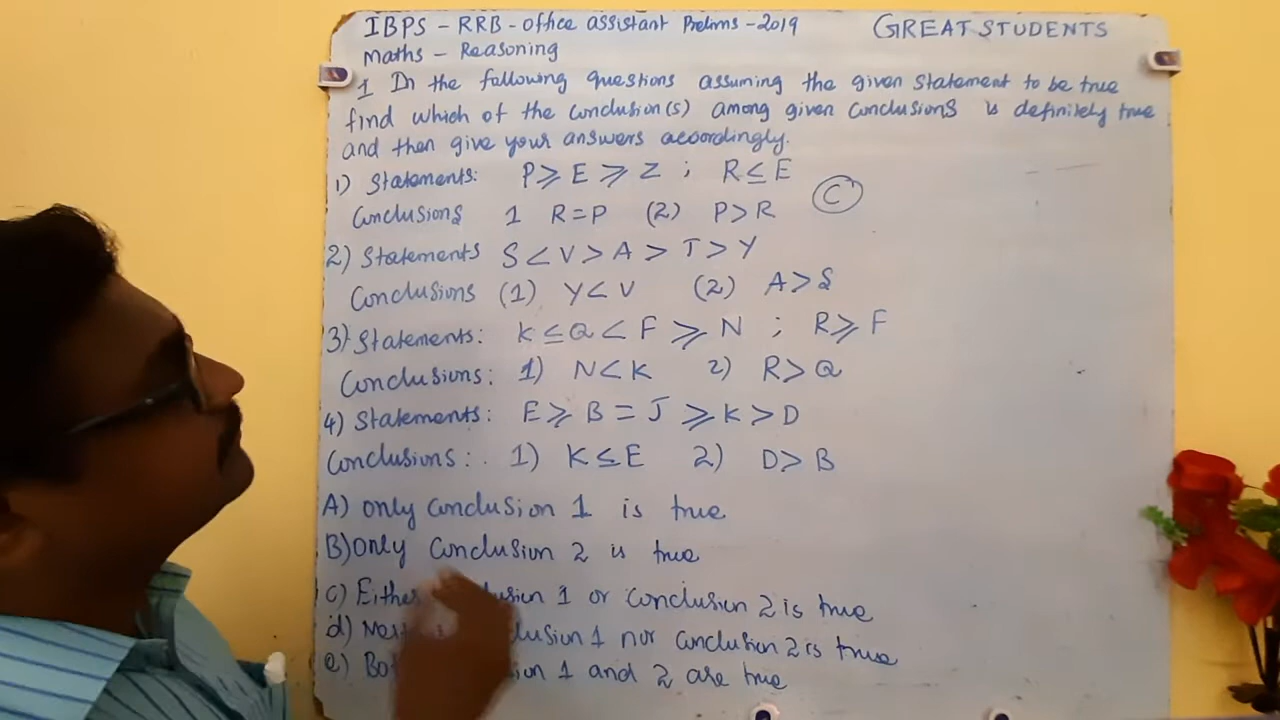 IBPS - RRB - office assistant Prelims - 2019 GREAT STUDENTS
Maths - Reasoning
1 In the following questions assuming the given statement to be true
find which of the conclusion(s) among given conclusions is definitely true
and then give your answers accordingly.
1) Statements: P ⩾ E ⩾ Z ; R ≤ E
Conclusions 1 R = P (2) P > R C
2) Statements S < V > A > T > Y
Conclusions (1) Y < V (2) A > S
3) Statements: K ≤ Q < F ⩾ N ; R ⩾ F
Conclusions: 1) N < K 2) R > Q
4) Statements: E ⩾ B = J ⩾ K > D
Conclusions: 1) K ≤ E 2) D > B
A) only conclusion 1 is true
B) only conclusion 2 is true
c) 1 or conclusion 2 is true
d) 1 nor conclusion 2 is true
e) 1 and 2 are true